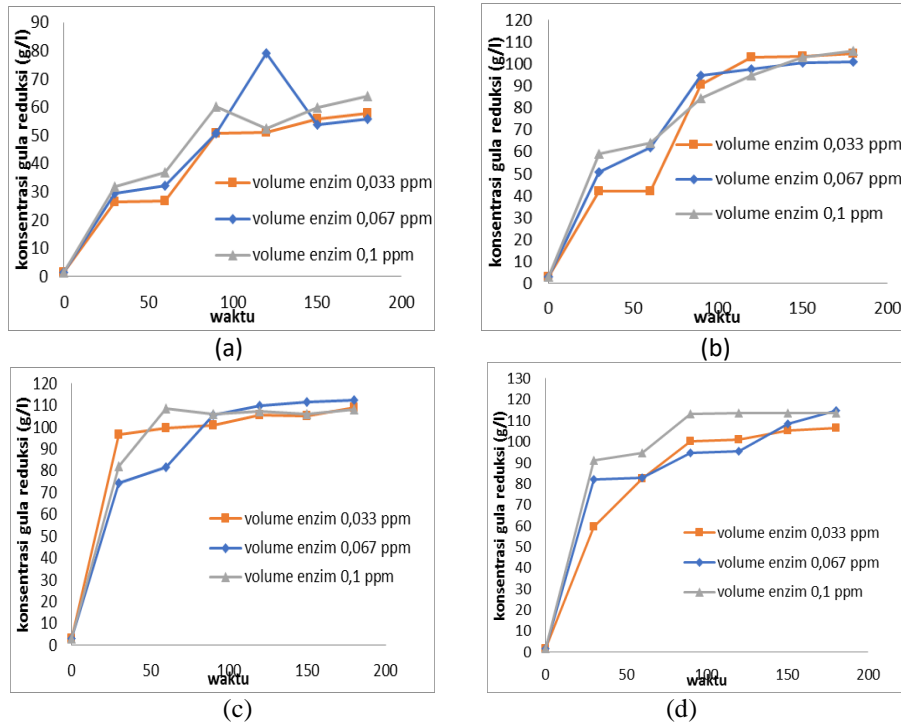 konsentrasi gula reduksi (g/l)
90
80
70
60
50
40
30
20
10
0
volume enzim 0,033 ppm
volume enzim 0,067 ppm
volume enzim 0,1 ppm
0 50 100 150 200
waktu
(a)
konsentrasi gula reduksi (g/l)
120
110
100
90
80
70
60
50
40
30
20
10
0
volume enzim 0,033 ppm
volume enzim 0,067 ppm
volume enzim 0,1 ppm
0 50 100 150 200
waktu
(b)
konsentrasi gula reduksi (g/l)
120
110
100
90
80
70
60
50
40
30
20
10
0
volume enzim 0,033 ppm
volume enzim 0,067 ppm
volume enzim 0,1 ppm
0 50 100 150 200
waktu
(c)
konsentrasi gula reduksi (g/l)
130
120
110
100
90
80
70
60
50
40
30
20
10
0
volume enzim 0,033 ppm
volume enzim 0,067 ppm
volume enzim 0,1 ppm
0 50 100 150 200
waktu
(d)